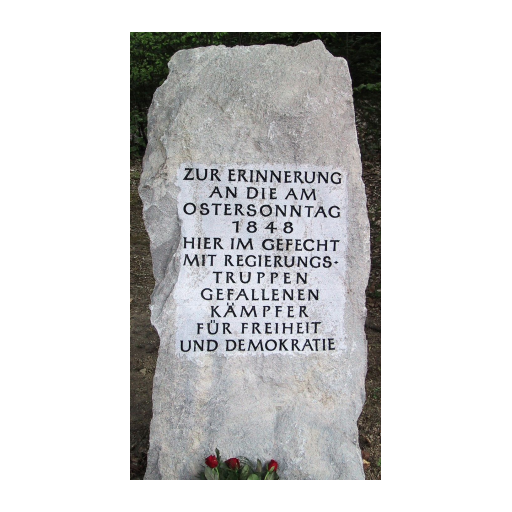 ZUR ERINNERUNG
AN DIE AM
OSTERSONNTAG
1848
HIER IM GEFECHT
MIT REGIERUNGS-
TRUPPEN
GEFALLENEN
KÄMPFER
FÜR FREIHEIT
UND DEMOKRATIE